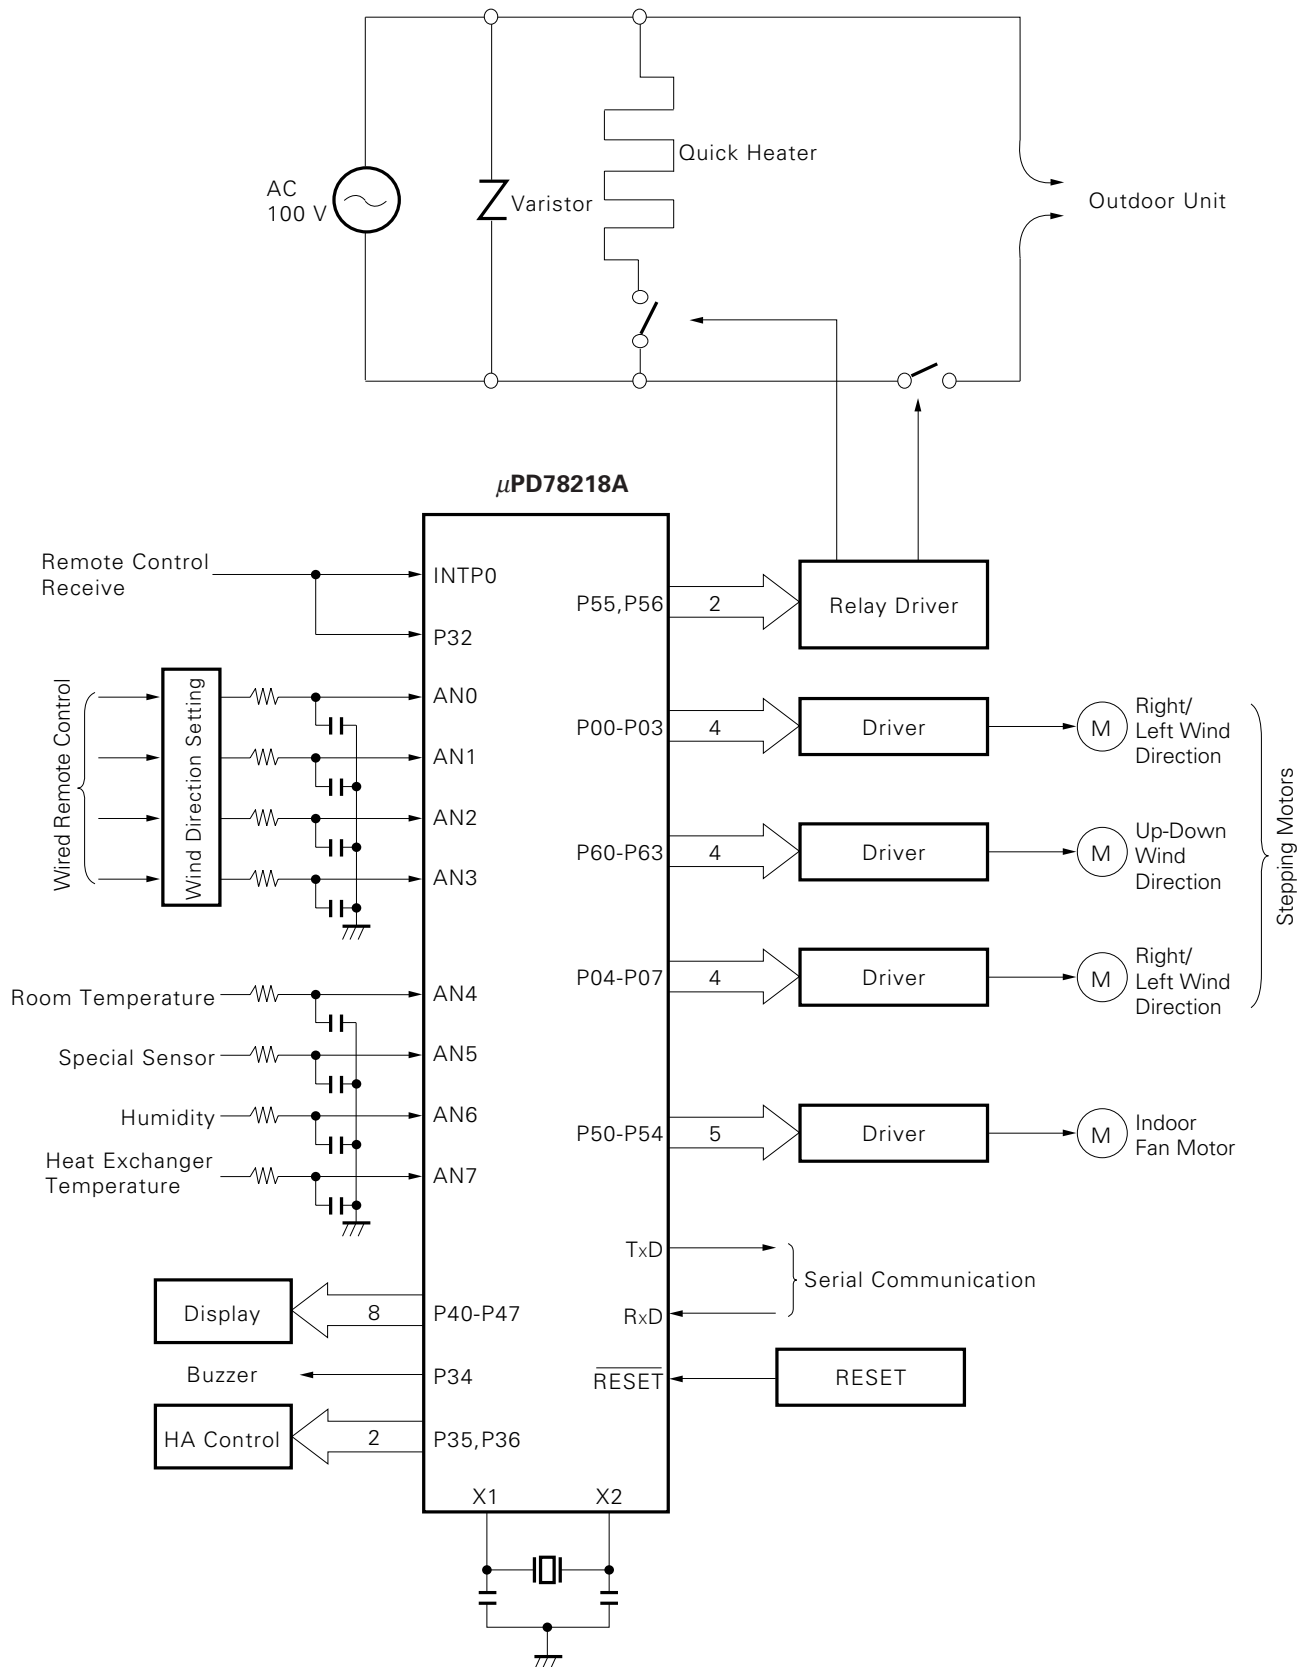 AC
100 V
Varistor
Quick Heater
Outdoor Unit
μPD78218A
Remote Control
Receive
INTP0
P32
Wired Remote Control
Wind Direction Setting
AN0
AN1
AN2
AN3
Room Temperature
AN4
Special Sensor
AN5
Humidity
AN6
Heat Exchanger
Temperature
AN7
Display
8
P40-P47
Buzzer
P34
HA Control
2
P35,P36
X1
X2
P55,P56
2
Relay Driver
P00-P03
4
Driver
M
Right/
Left Wind
Direction
P60-P63
4
Driver
M
Up-Down
Wind
Direction
P04-P07
4
Driver
M
Right/
Left Wind
Direction
Stepping Motors
P50-P54
5
Driver
M
Indoor
Fan Motor
TxD
RxD
Serial Communication
RESET
RESET